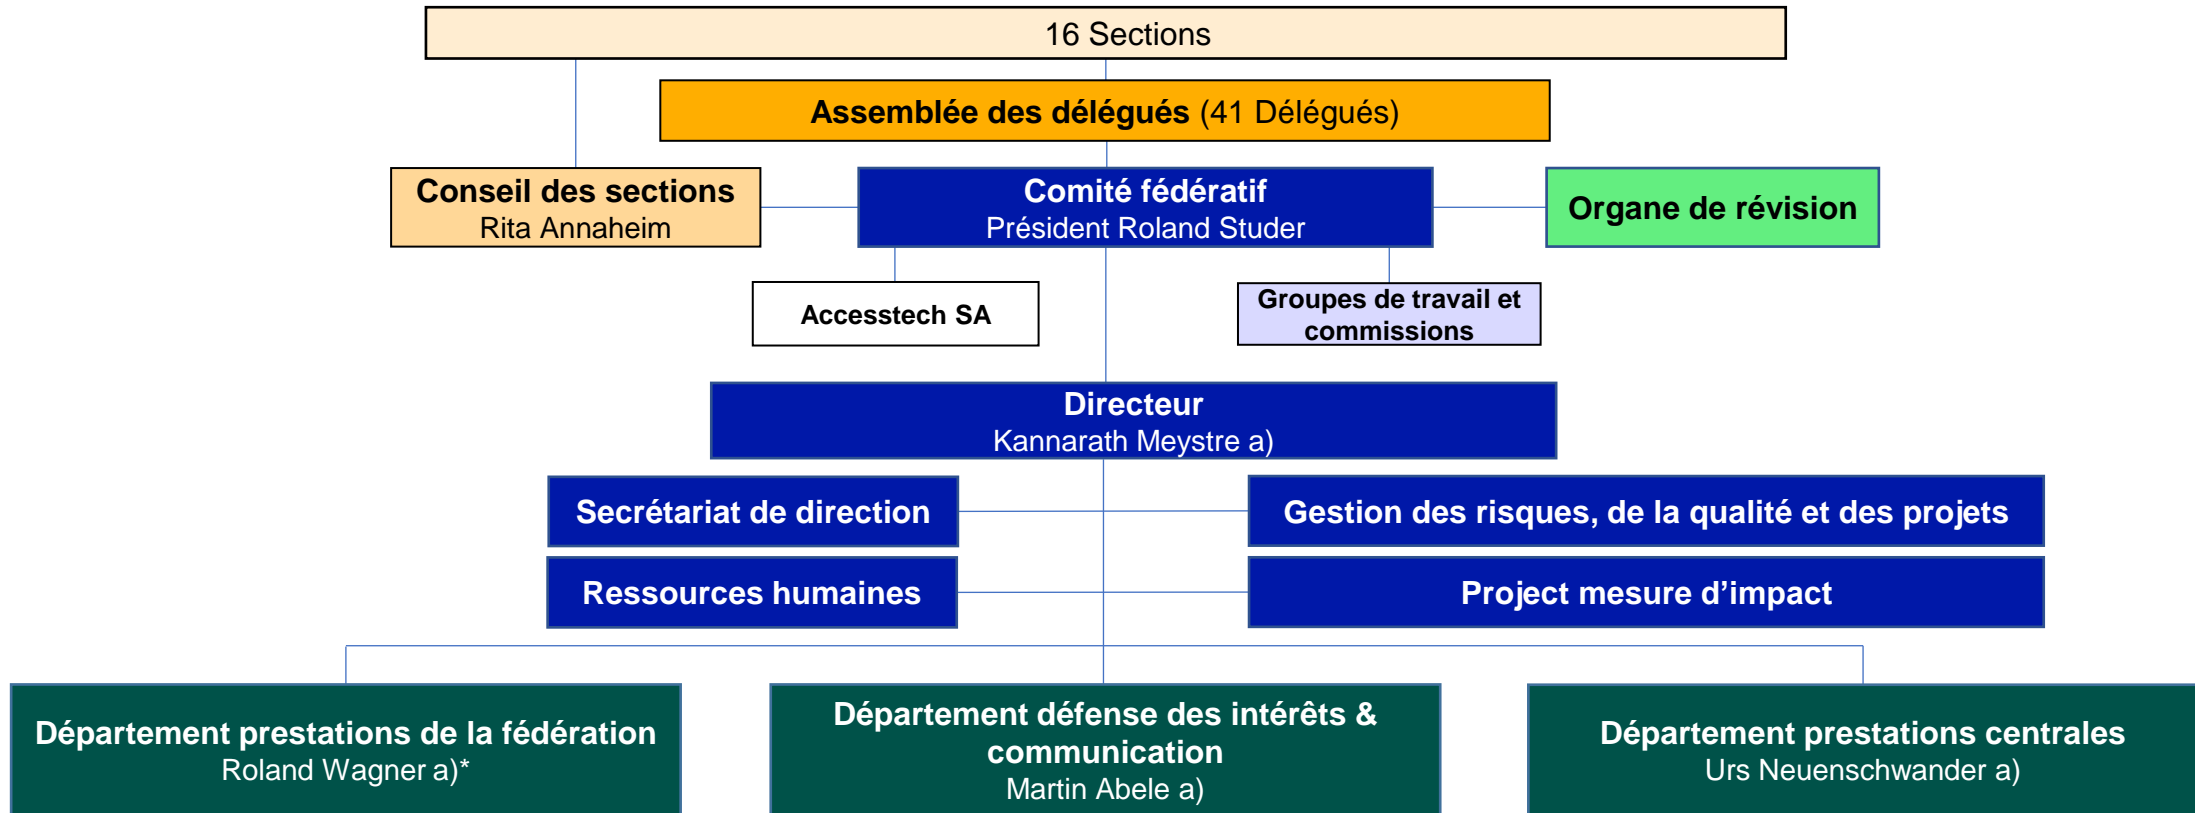 16 Sections
Assemblée des délégués (41 Délégués)
Conseil des sections
Rita Annaheim
Comité fédératif
Président Roland Studer
Organe de révision
Accesstech SA
Groupes de travail et
commissions
Directeur
Kannarath Meystre a)
Secrétariat de direction
Gestion des risques, de la qualité et des projets
Ressources humaines
Project mesure d’impact
Département prestations de la fédération
Roland Wagner a)*
Département défense des intérêts &
communication
Martin Abele a)
Département prestations centrales
Urs Neuenschwander a)